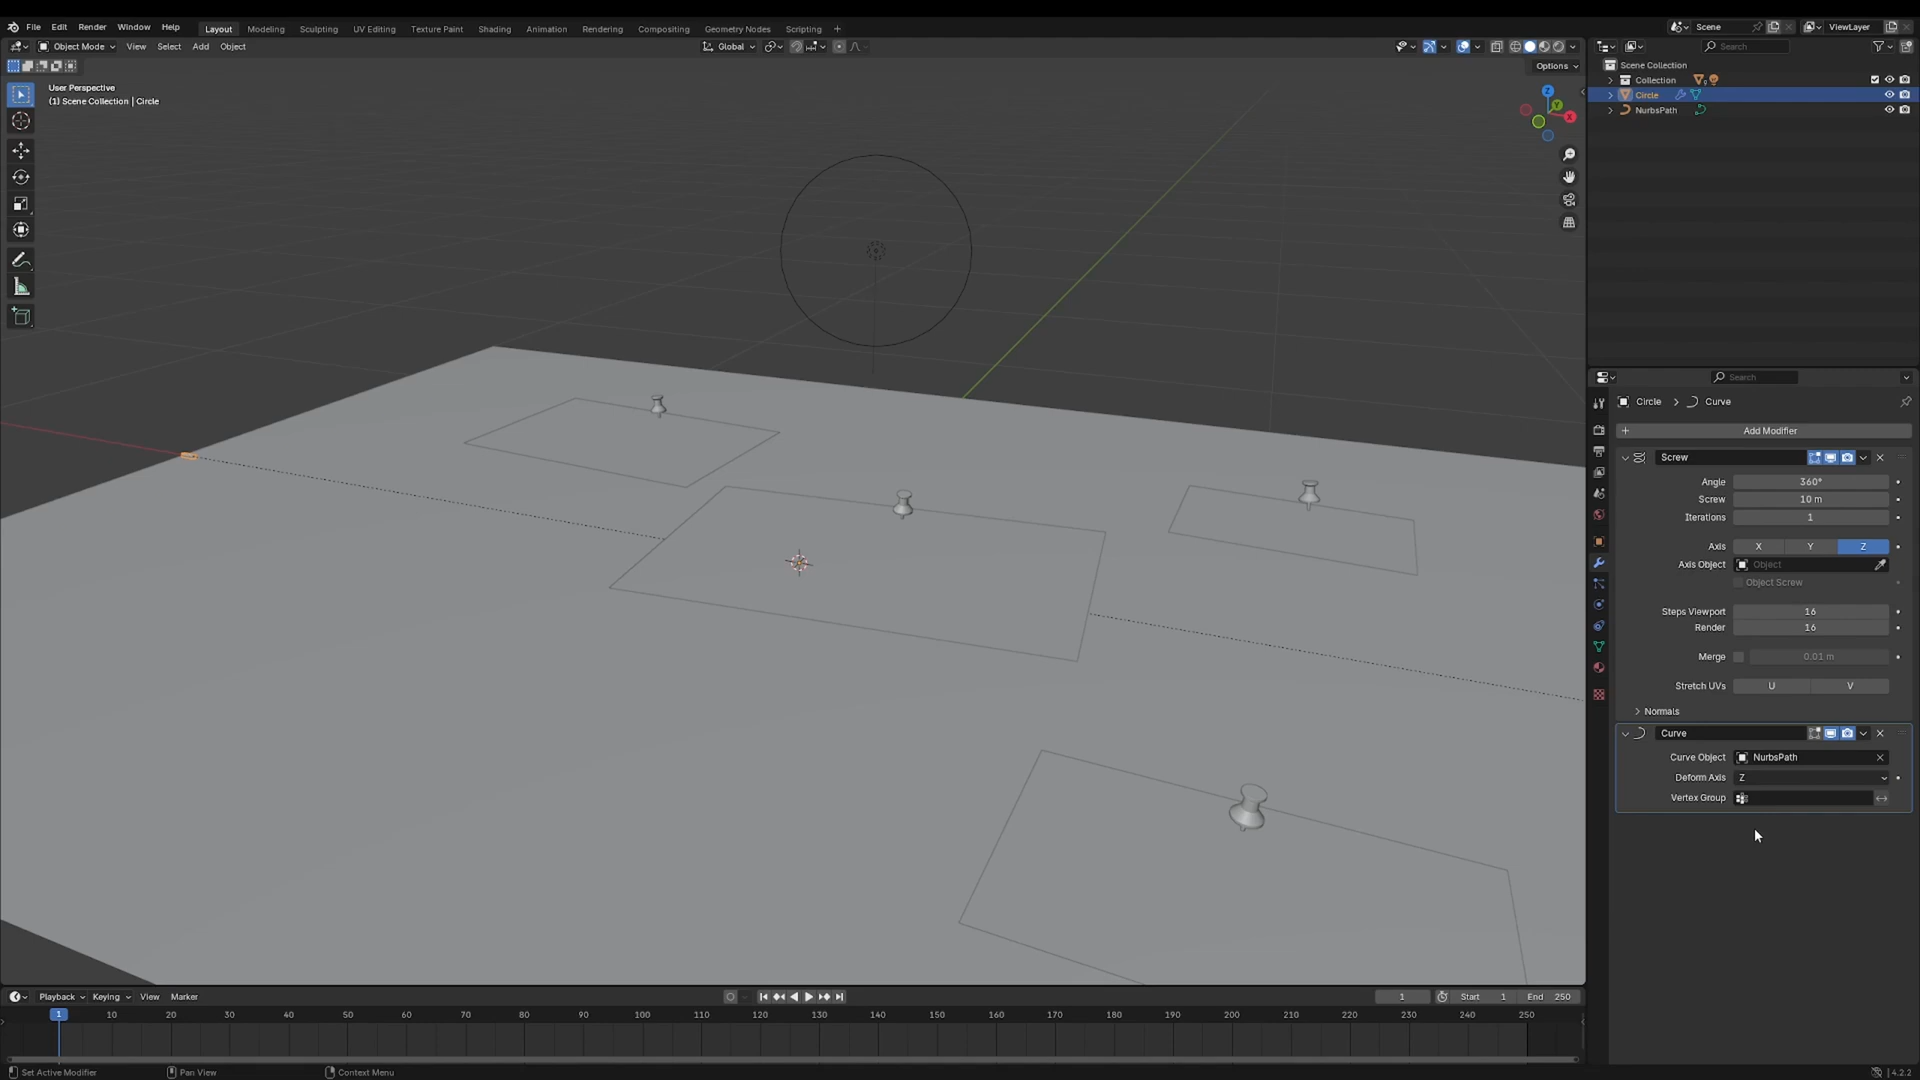 File Edit Render Window Help Layout Modeling Sculpting UV Editing Texture Paint Shading Animation Rendering Compositing Geometry Nodes Scripting + Scene ViewLayer
Object Mode View Select Add Object Global Search
Options
User Perspective
(1) Scene Collection | Circle
Scene Collection
Collection
Circle
NurbsPath
Z
Y
X
Search
Circle > Curve
+ Add Modifier
Screw
Angle 360°
Screw 10 m
Iterations 1
Axis X Y Z
Axis Object Object
Object Screw
Steps Viewport 16
Render 16
Merge 0.01 m
Stretch UVs U V
Normals
Curve
Curve Object NurbsPath
Deform Axis Z
Vertex Group
Playback Keying View Marker 1 Start 1 End 250
1 10 20 30 40 50 60 70 80 90 100 110 120 130 140 150 160 170 180 190 200 210 220 230 240 250
Set Active Modifier Pan View Context Menu 4.2.2